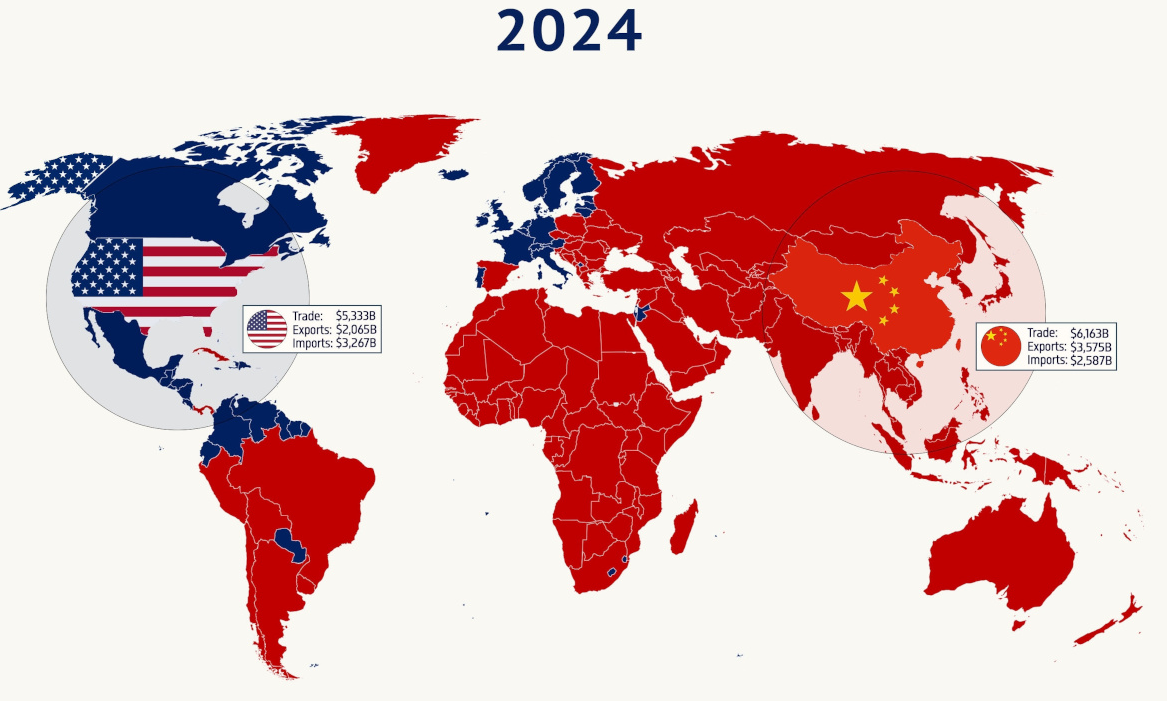 2024
Trade: $5,333B
Exports: $2,065B
Imports: $3,267B
Trade: $6,163B
Exports: $3,575B
Imports: $2,587B